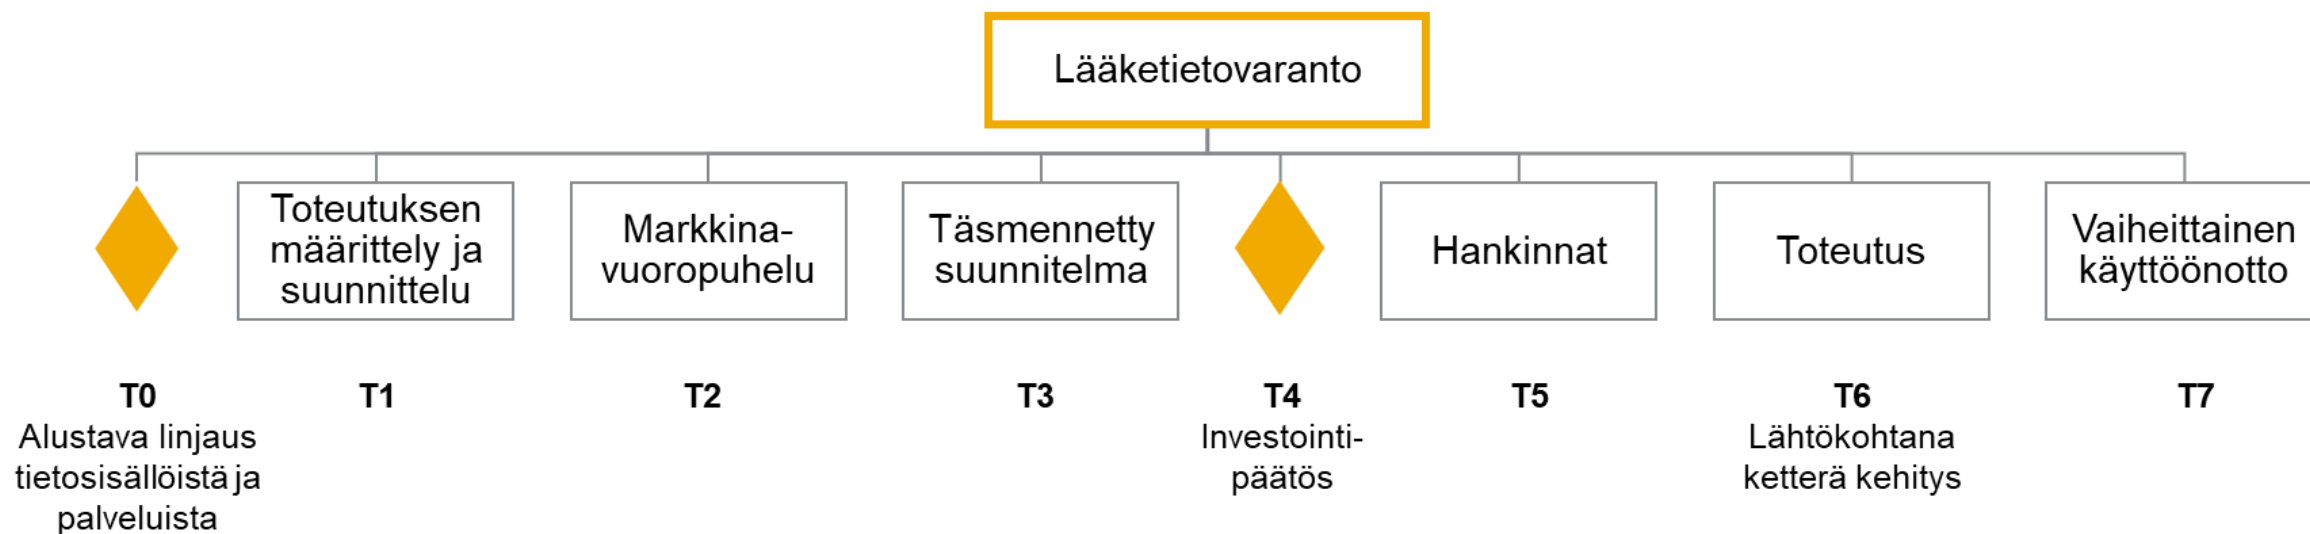 Lääketietovaranto
Toteutuksen
määrittely ja
suunnittelu
Markkina-
vuoropuhelu
Täsmennetty
suunnitelma
Hankinnat
Toteutus
Vaiheittainen
käyttöönotto
T0
Alustava linjaus
tietosisällöistä ja
palveluista
T1
T2
T3
T4
Investointi-
päätös
T5
T6
Lähtökohtana
ketterä kehitys
T7